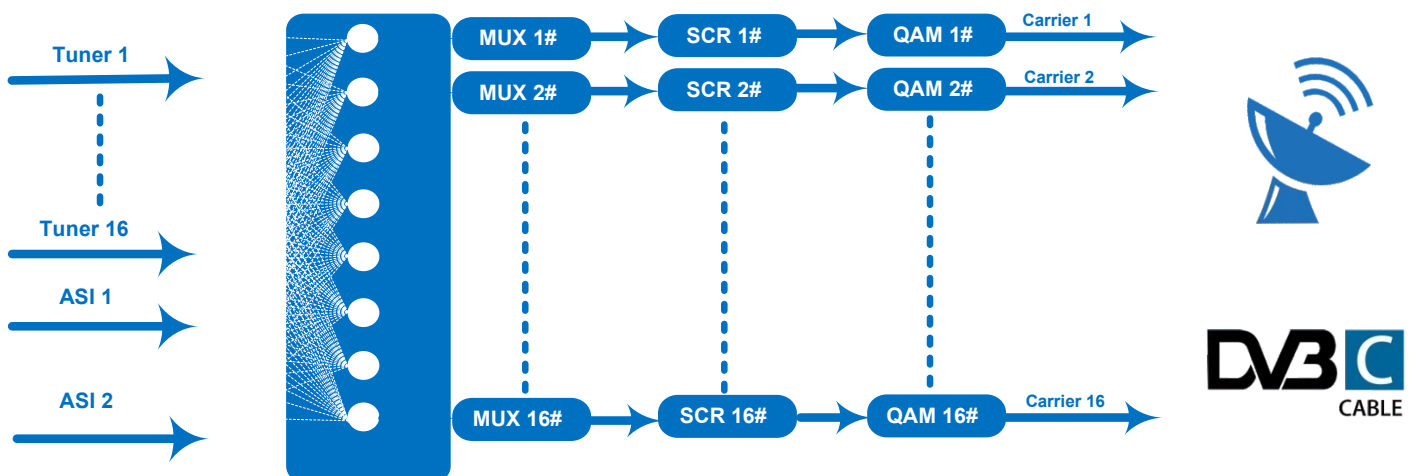 Tuner 1
Tuner 16
ASI 1
ASI 2
MUX 1# SCR 1# QAM 1# Carrier 1
MUX 2# SCR 2# QAM 2# Carrier 2
MUX 16# SCR 16# QAM 16# Carrier 16
DVB C
CABLE